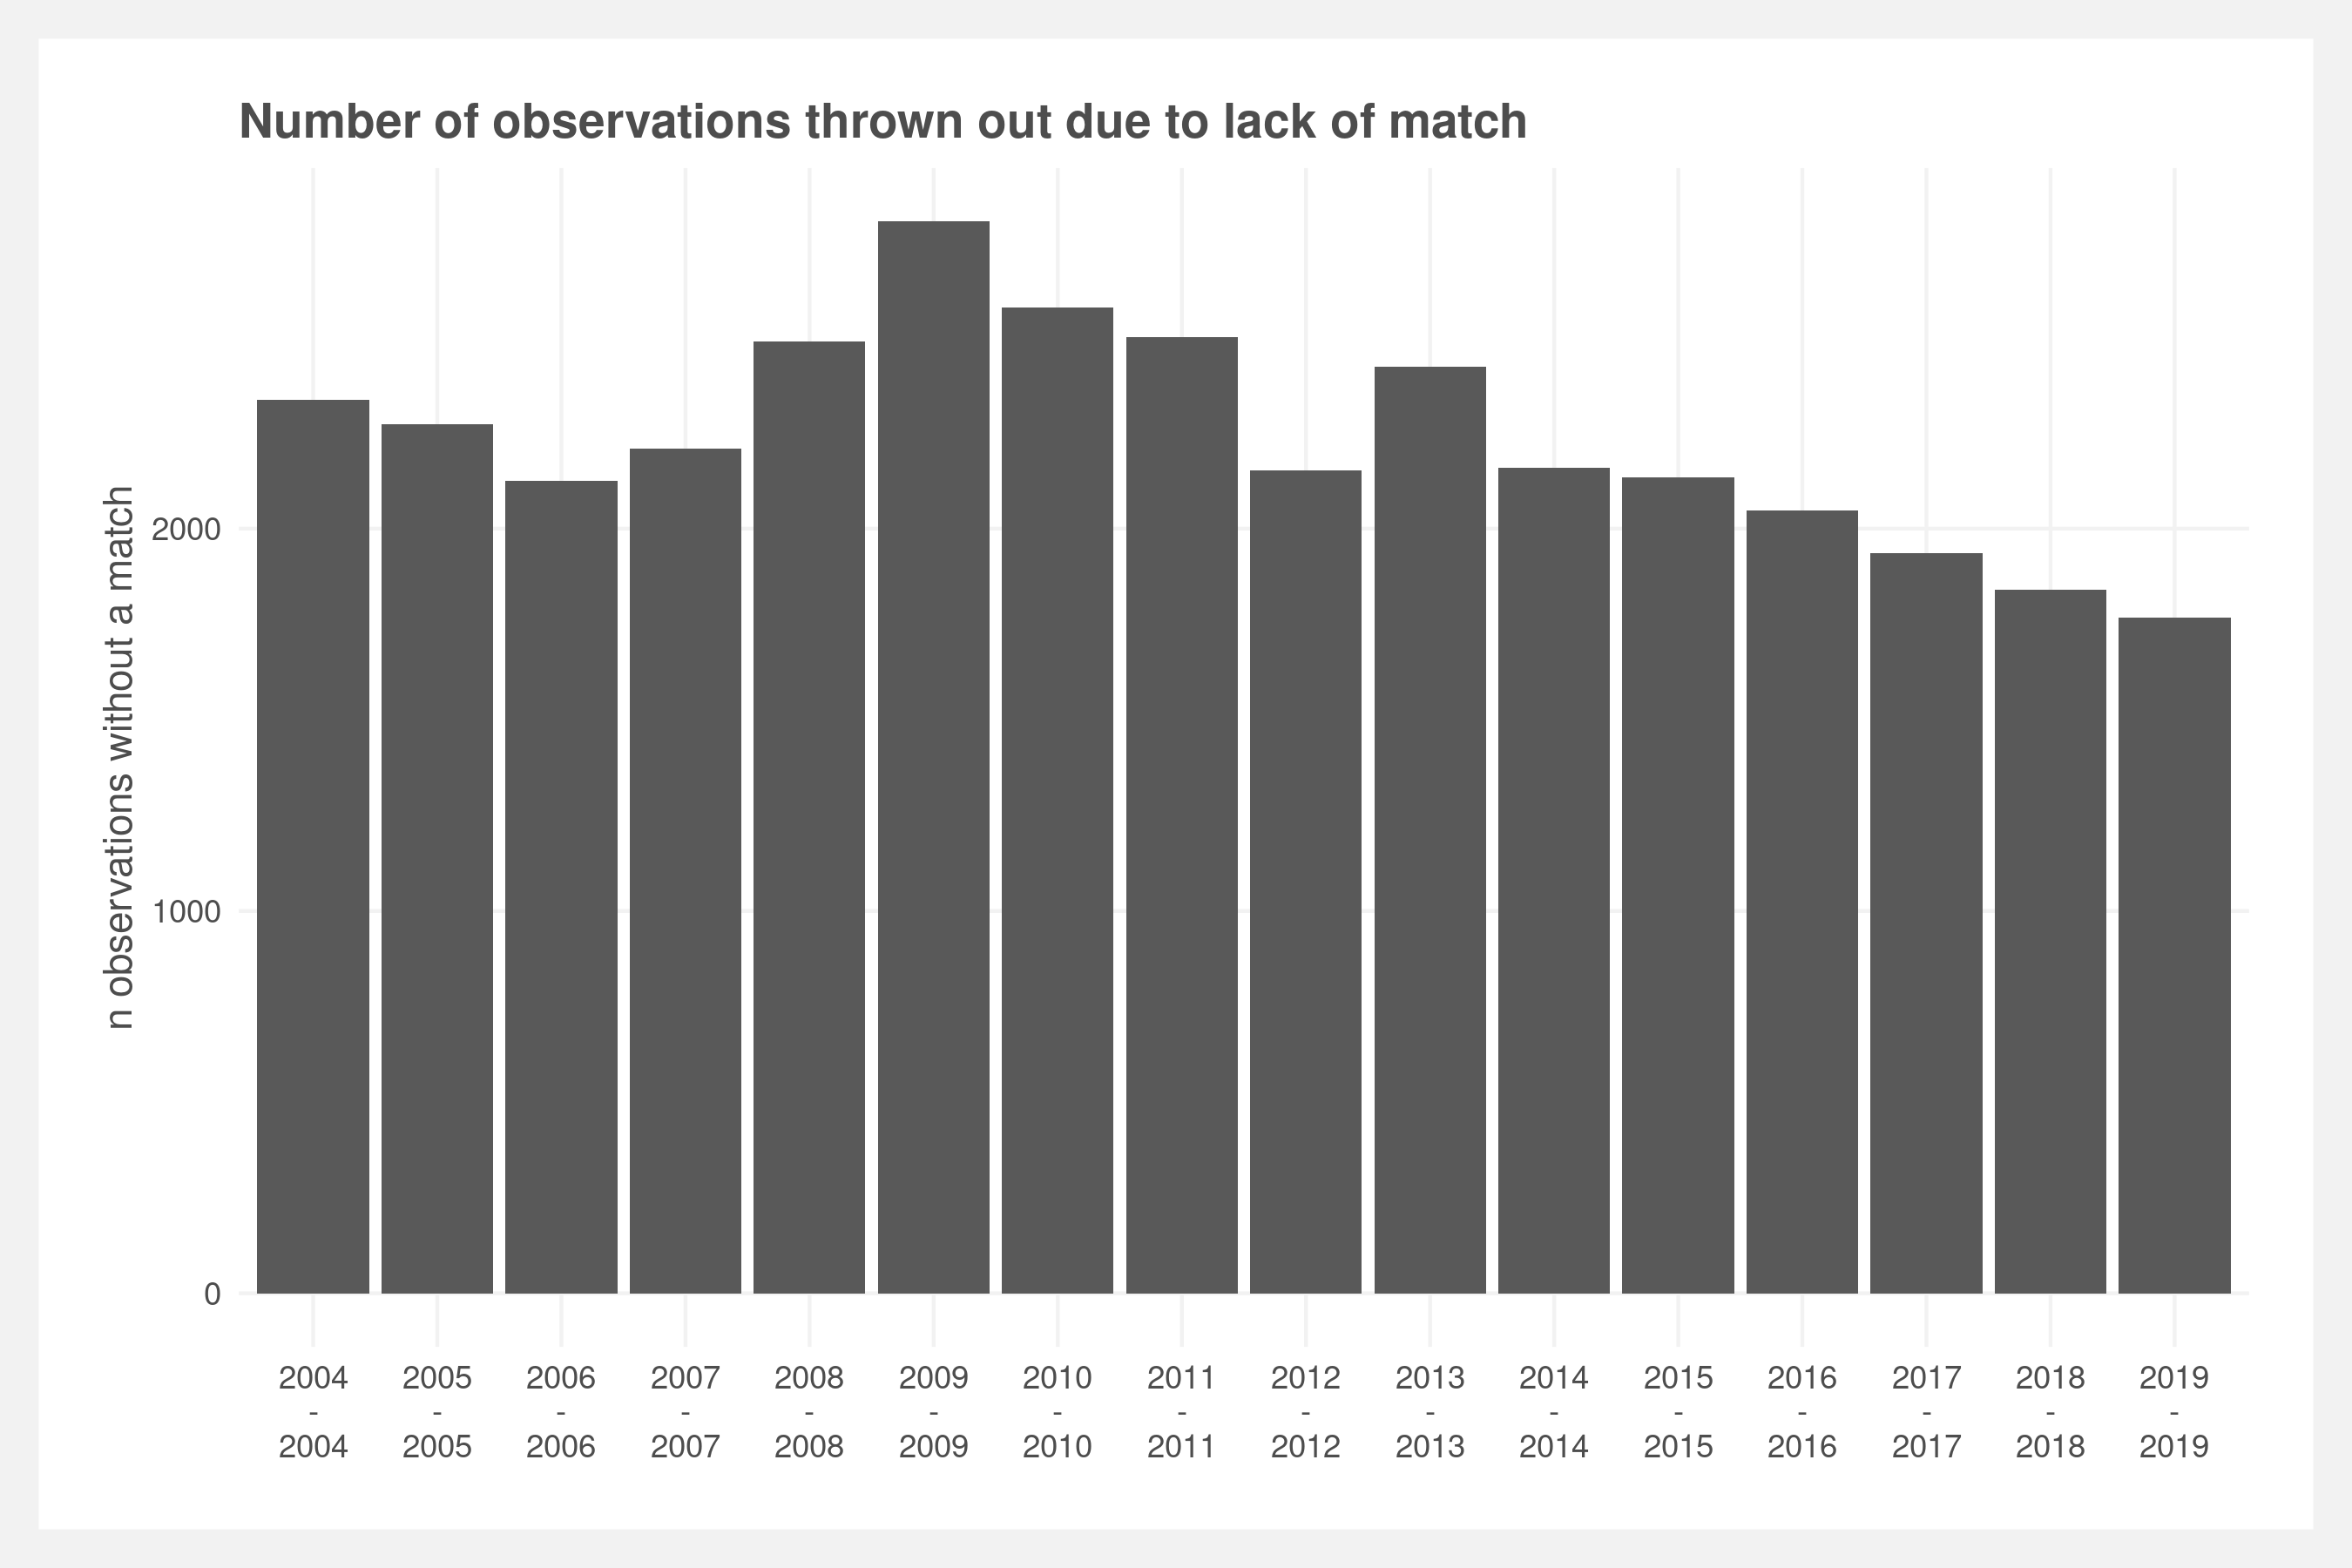 Number of observations thrown out due to lack of match
n observations without a match
2000
1000
0
2004 2005 2006 2007 2008 2009 2010 2011 2012 2013 2014 2015 2016 2017 2018 2019
- - - - - - - - - - - - - - - -
2004 2005 2006 2007 2008 2009 2010 2011 2012 2013 2014 2015 2016 2017 2018 2019